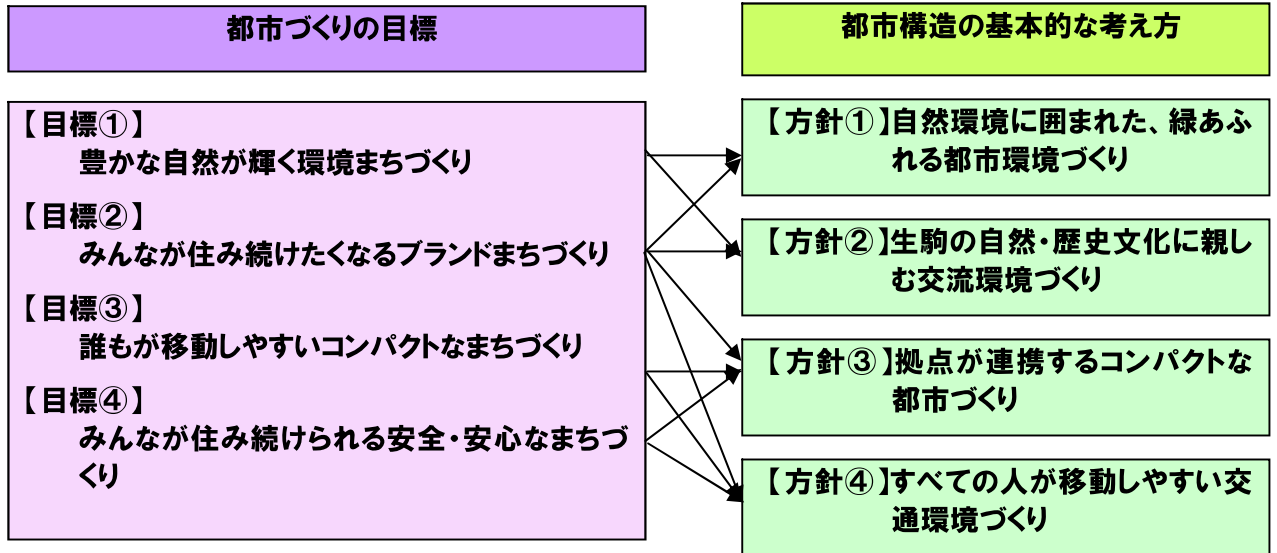 都市づくりの目標
【目標①】
豊かな自然が輝く環境まちづくり
【目標②】
みんなが住み続けたくなるブランドまちづくり
【目標③】
誰もが移動しやすいコンパクトなまちづくり
【目標④】
みんなが住み続けられる安全・安心なまちづ
くり
都市構造の基本的な考え方
【方針①】自然環境に囲まれた、緑あふ
れる都市環境づくり
【方針②】生駒の自然・歴史文化に親し
む交流環境づくり
【方針③】拠点が連携するコンパクトな
都市づくり
【方針④】すべての人が移動しやすい交
通環境づくり